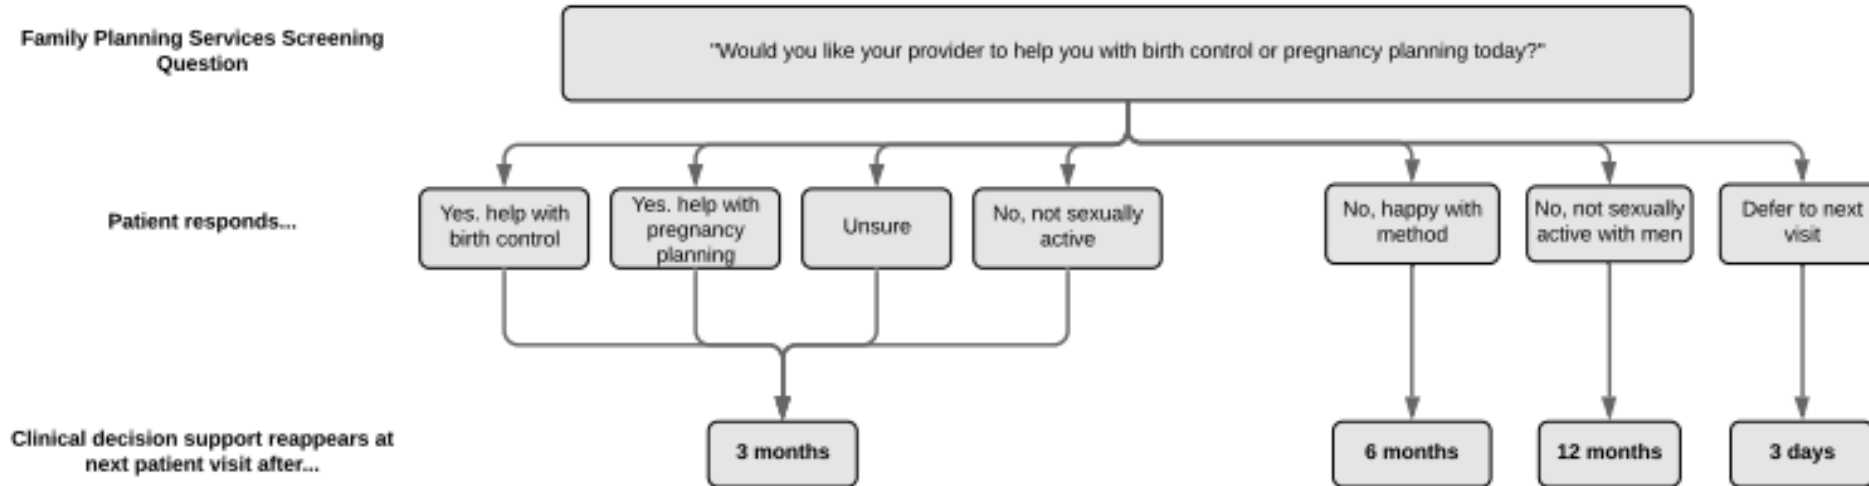 Family Planning Services Screening
Question
"Would you like your provider to help you with birth control or pregnancy planning today?"
Patient responds...
Yes. help with
birth control
Yes. help with
pregnancy
planning
Unsure
No, not sexually
active
No, happy with
method
No, not sexually
active with men
Defer to next
visit
Clinical decision support reappears at
next patient visit after...
3 months
6 months
12 months
3 days